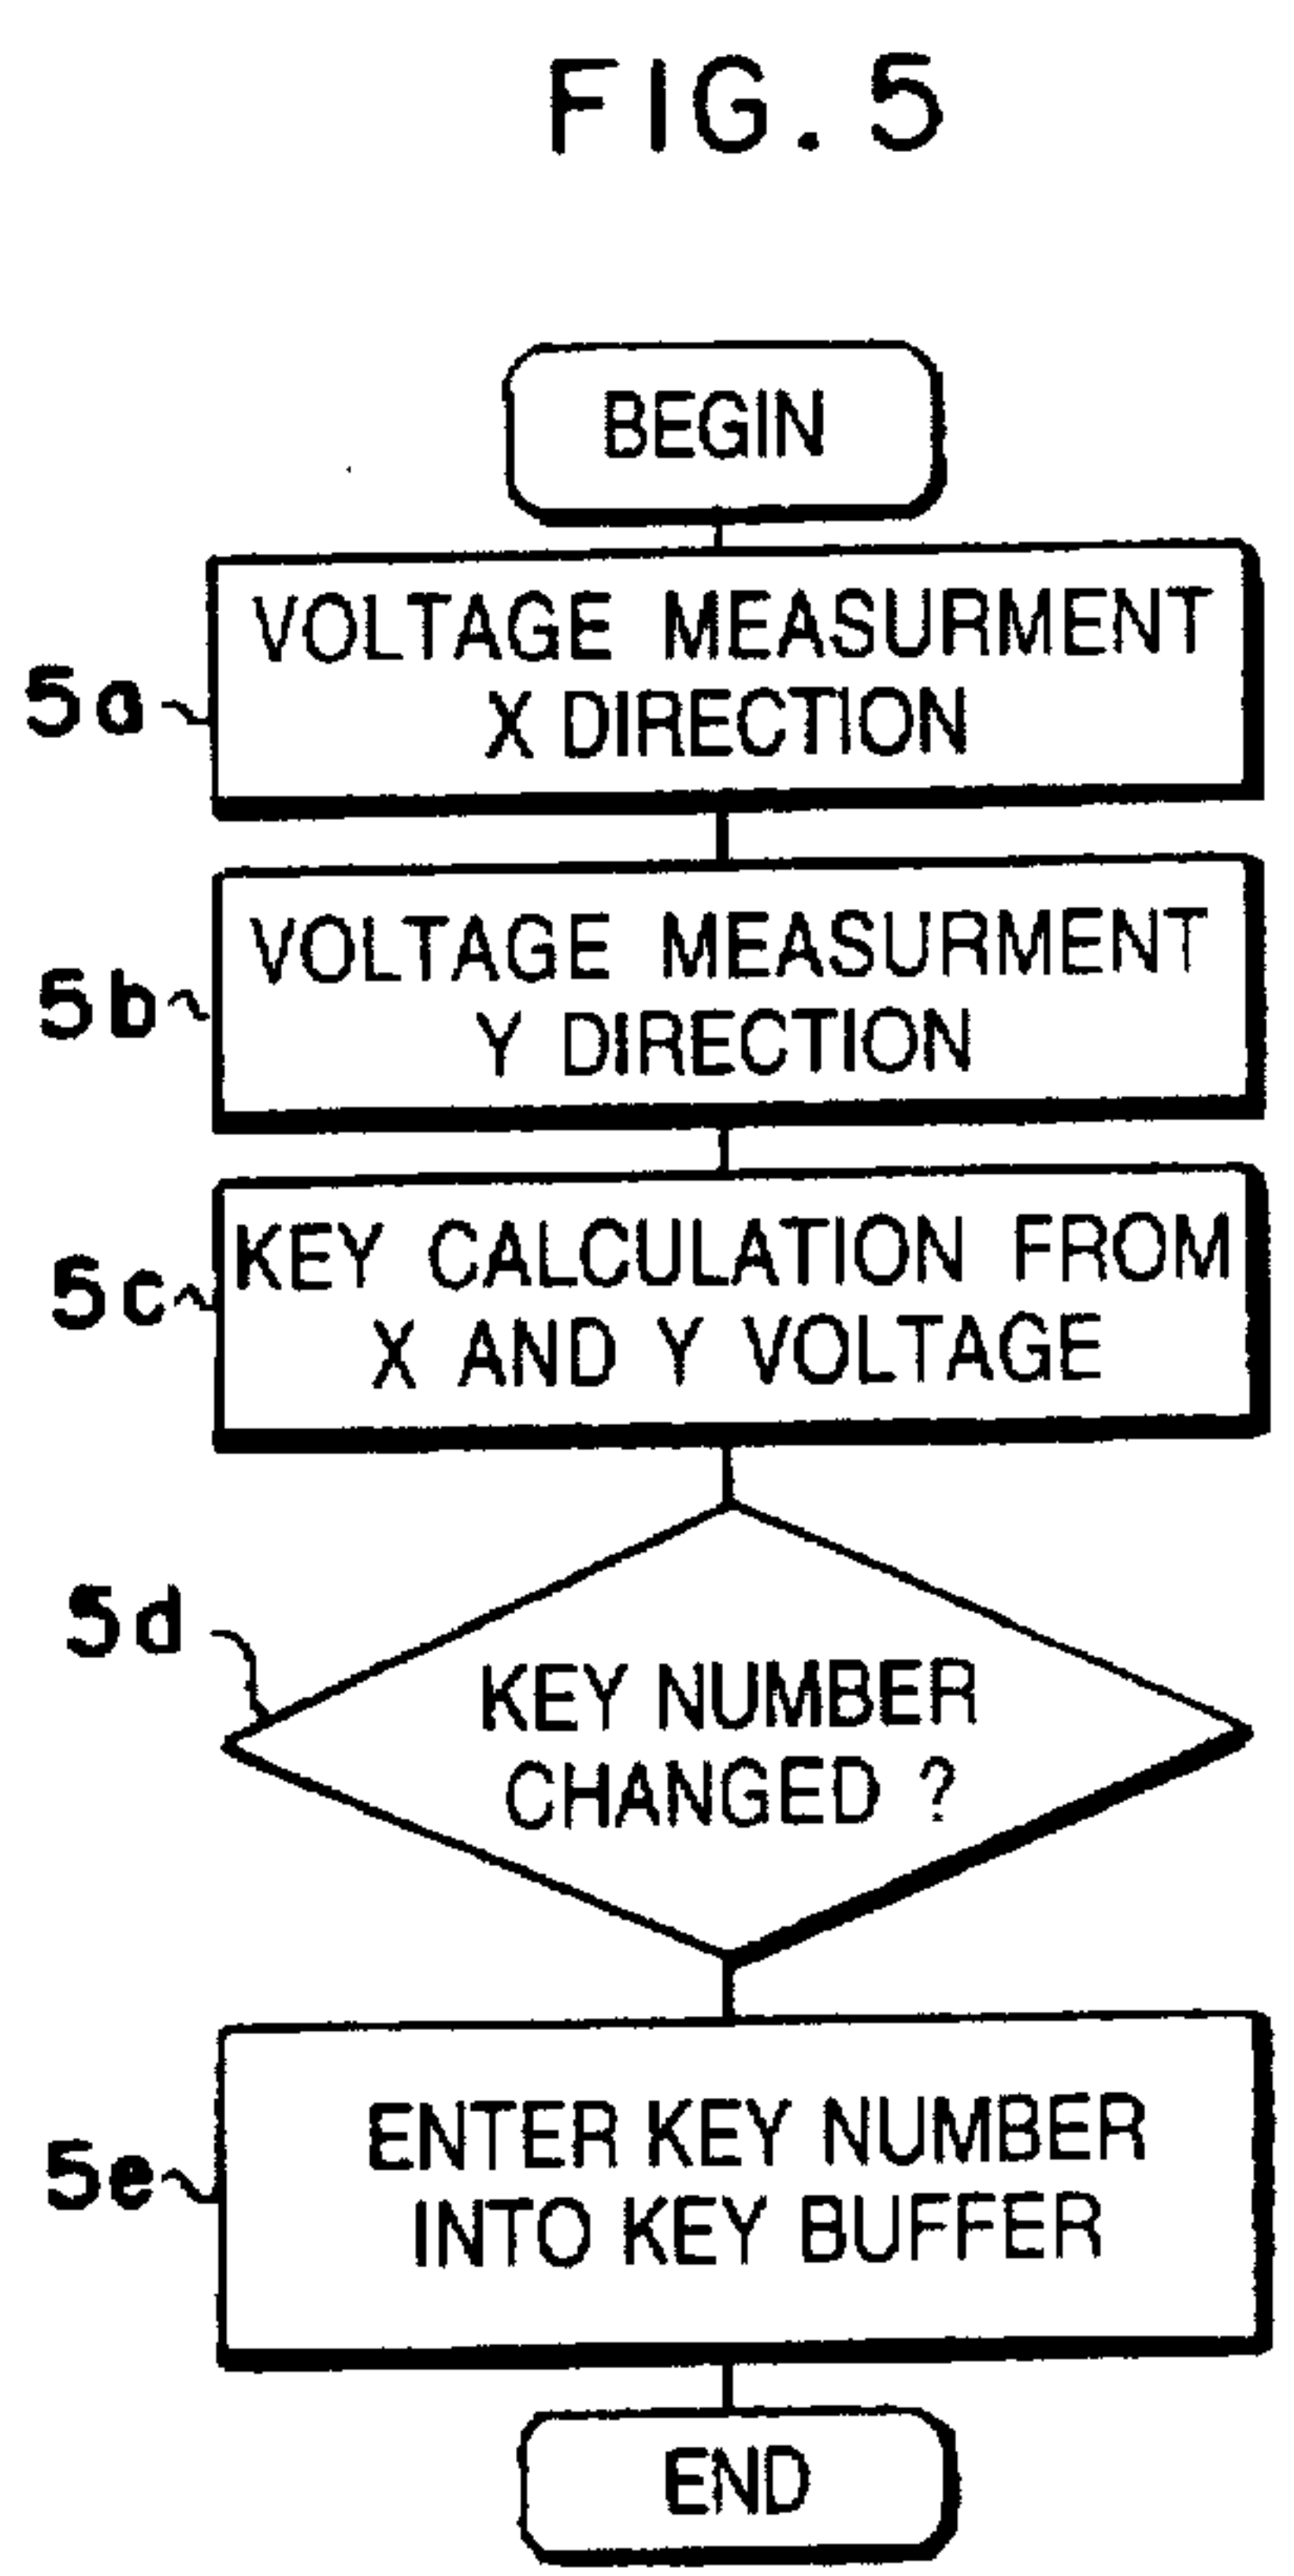 FIG. 5
BEGIN
VOLTAGE MEASURMENT
X DIRECTION
5a
VOLTAGE MEASURMENT
Y DIRECTION
5b
KEY CALCULATION FROM
X AND Y VOLTAGE
5c
5d
KEY NUMBER
CHANGED ?
ENTER KEY NUMBER
INTO KEY BUFFER
5e
END